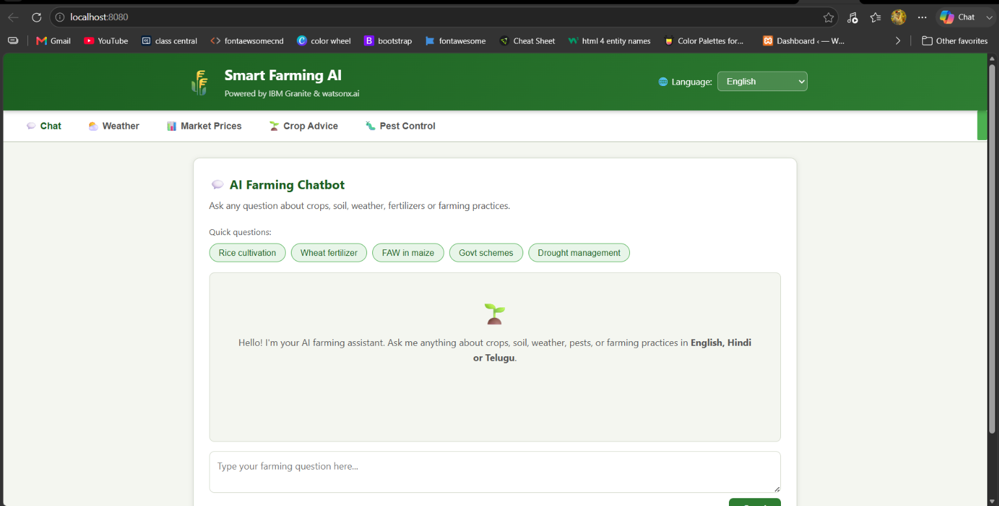 localhost:8080
Chat
Gmail
YouTube
class central
fontaewsomecnd
color wheel
bootstrap
fontawesome
Cheat Sheet
html 4 entity names
Color Palettes for...
Dashboard ‹ — W...
Other favorites
Smart Farming AI
Powered by IBM Granite & watsonx.ai
Language:
English
Chat
Weather
Market Prices
Crop Advice
Pest Control
AI Farming Chatbot
Ask any question about crops, soil, weather, fertilizers or farming practices.
Quick questions:
Rice cultivation
Wheat fertilizer
FAW in maize
Govt schemes
Drought management
Hello! I'm your AI farming assistant. Ask me anything about crops, soil, weather, pests, or farming practices in English, Hindi
or Telugu.
Type your farming question here...